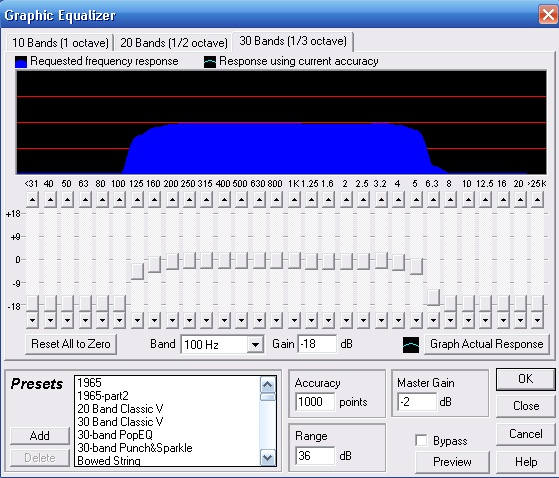 Graphic Equalizer
10 Bands (1 octave) 20 Bands (1/2 octave) 30 Bands (1/3 octave)
Requested frequency response Response using current accuracy
<31 40 50 63 80 100 125 160 200 250 315 400 500 630 800 1K 1.25 1.6 2 2.5 3.2 4 5 6.3 8 10 12.5 16 20 >25K
+18
+9
0
-9
-18
Reset All to Zero Band 100 Hz Gain -18 dB Graph Actual Response
Presets
1965
1965-part2
20 Band Classic V
30 Band Classic V
30-band PopEQ
30-band Punch&Sparkle
Bowed String
Add
Delete
Accuracy
1000 points
Range
36 dB
Master Gain
-2 dB
Bypass
Preview
OK
Close
Cancel
Help